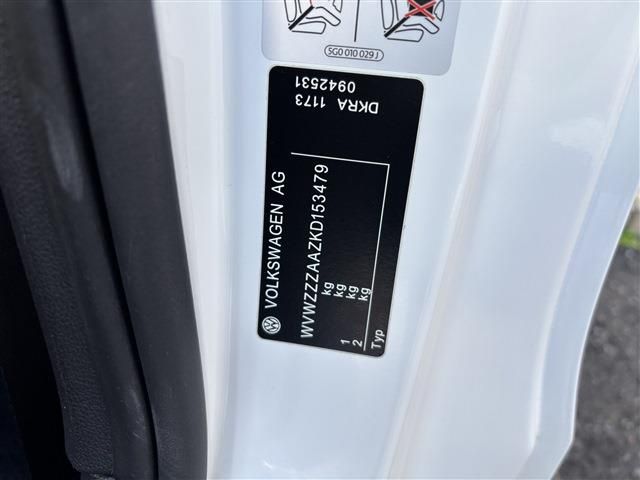 5G0 010 029 J
DKRA 1173
0942531
VOLKSWAGEN AG
WVWZZZAAZKD153479
kg
kg
1 kg
2 kg
Typ